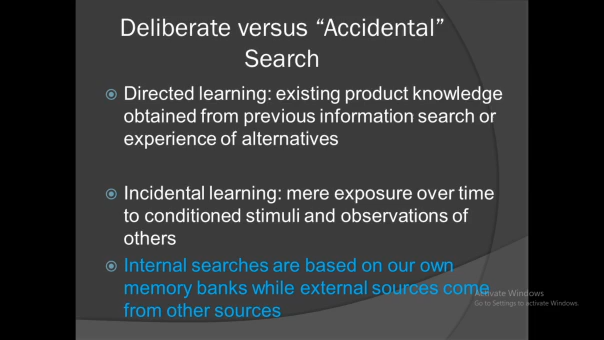 Deliberate versus “Accidental”
Search
Directed learning: existing product knowledge
obtained from previous information search or
experience of alternatives
Incidental learning: mere exposure over time
to conditioned stimuli and observations of
others
Internal searches are based on our own
memory banks while external sources come
from other sources
Activate Windows
Go to Settings to activate Windows.